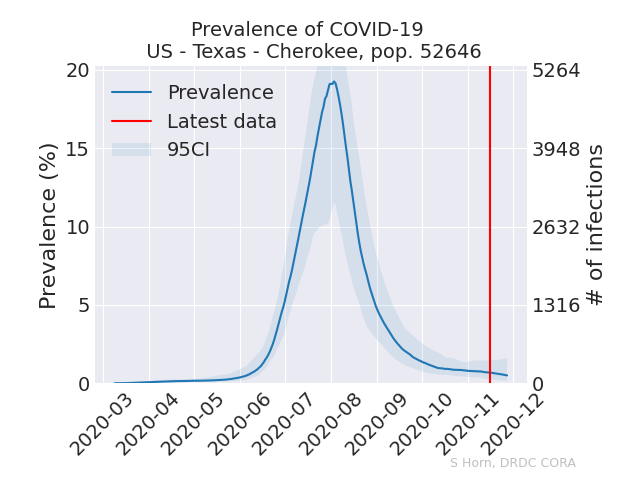 Prevalence of COVID-19
US - Texas - Cherokee, pop. 52646
Prevalence
Latest data
95CI
Prevalence (%)
20
15
10
5
0
5264
3948
2632
1316
0
# of infections
2020-03
2020-04
2020-05
2020-06
2020-07
2020-08
2020-09
2020-10
2020-11
2020-12
S Horn, DRDC CORA